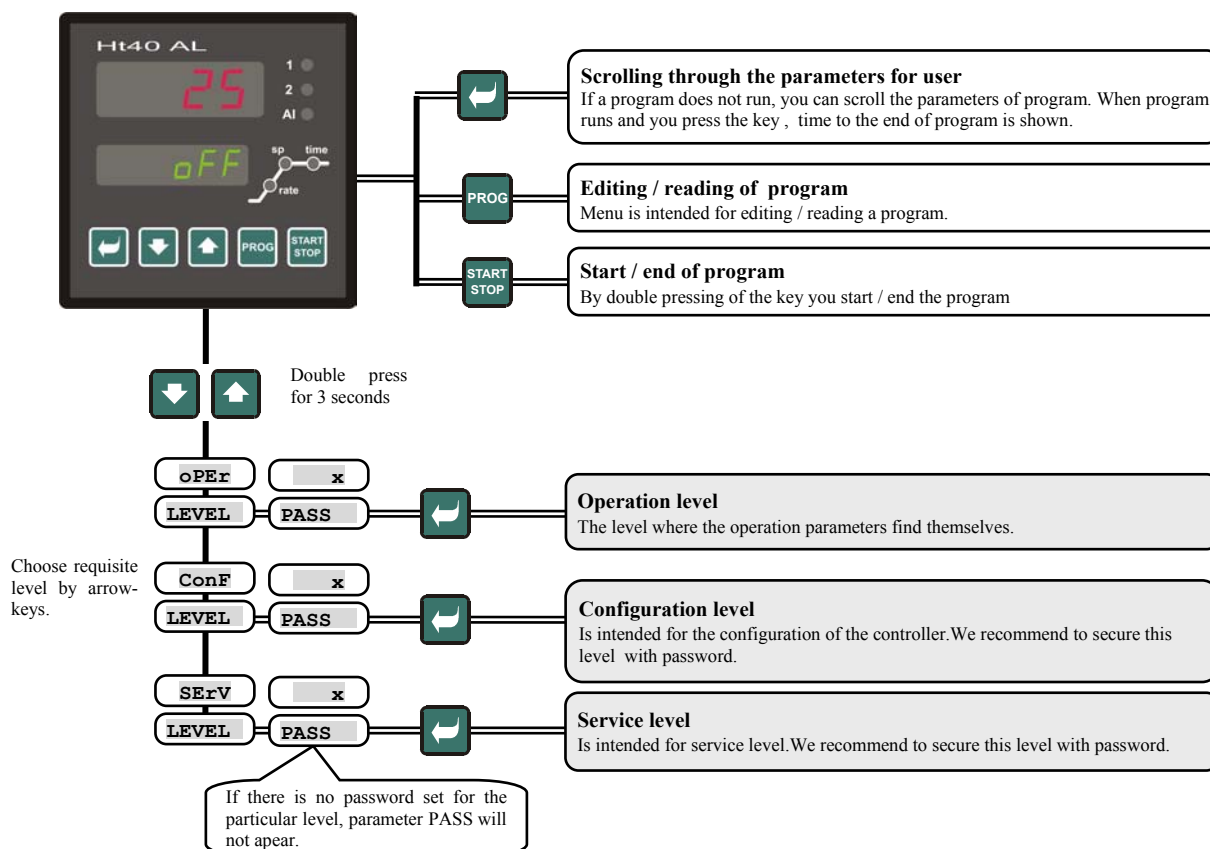 Ht40 AL
25
1
2
Al
oFF
sp
time
rate
PROG
START
STOP
Scrolling through the parameters for user
If a program does not run, you can scroll the parameters of program. When program
runs and you press the key , time to the end of program is shown.
PROG
Editing / reading of program
Menu is intended for editing / reading a program.
START
STOP
Start / end of program
By double pressing of the key you start / end the program
Double press
for 3 seconds
oPEr
x
LEVEL
PASS
Operation level
The level where the operation parameters find themselves.
Choose requisite
level by arrow-
keys.
ConF
x
LEVEL
PASS
Configuration level
Is intended for the configuration of the controller.We recommend to secure this
level with password.
SErV
x
LEVEL
PASS
Service level
Is intended for service level.We recommend to secure this level with password.
If there is no password set for the
particular level, parameter PASS will
not apear.